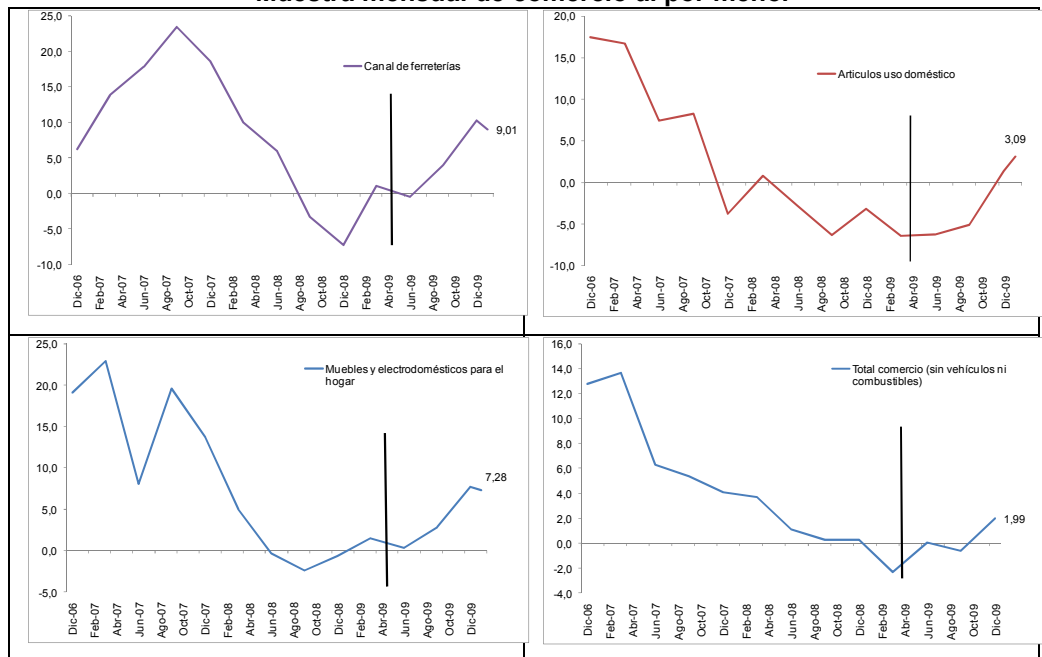 Muestra mensual de comercio al por menor
25,0
20,0
15,0
10,0
5,0
0,0
-5,0
-10,0
Canal de ferreterías
9,01
Dic-06
Feb-07
Abr-07
Jun-07
Ago-07
Oct-07
Dic-07
Feb-08
Abr-08
Jun-08
Ago-08
Oct-08
Dic-08
Feb-09
Abr-09
Jun-09
Ago-09
Oct-09
Dic-09
20,0
15,0
10,0
5,0
0,0
-5,0
-10,0
Articulos uso doméstico
3,09
Dic-06
Feb-07
Abr-07
Jun-07
Ago-07
Oct-07
Dic-07
Feb-08
Abr-08
Jun-08
Ago-08
Oct-08
Dic-08
Feb-09
Abr-09
Jun-09
Ago-09
Oct-09
Dic-09
25,0
20,0
15,0
10,0
5,0
0,0
-5,0
Muebles y electrodomésticos para el
hogar
7,28
Dic-06
Feb-07
Abr-07
Jun-07
Ago-07
Oct-07
Dic-07
Feb-08
Abr-08
Jun-08
Ago-08
Oct-08
Dic-08
Feb-09
Abr-09
Jun-09
Ago-09
Oct-09
Dic-09
16,0
14,0
12,0
10,0
8,0
6,0
4,0
2,0
0,0
-2,0
-4,0
Total comercio (sin vehículos ni
combustibles)
1,99
Dic-06
Feb-07
Abr-07
Jun-07
Ago-07
Oct-07
Dic-07
Feb-08
Abr-08
Jun-08
Ago-08
Oct-08
Dic-08
Feb-09
Abr-09
Jun-09
Ago-09
Oct-09
Dic-09